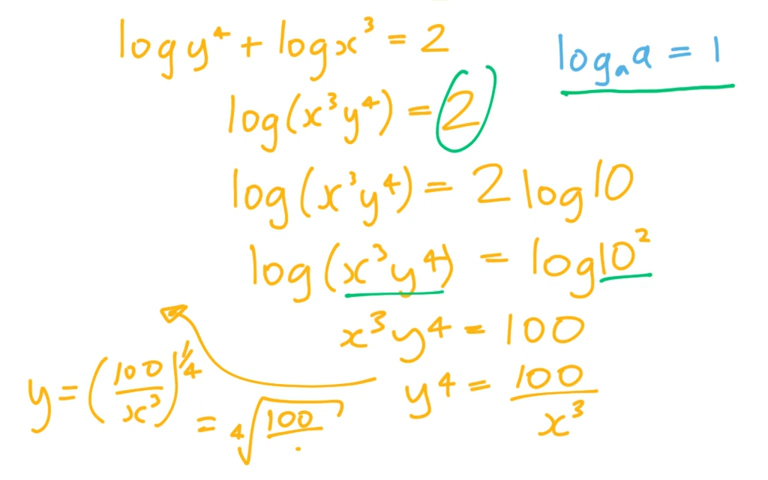 log y⁴ + log x³ = 2
logₐ a = 1
log(x³y⁴) = 2
log(x³y⁴) = 2 log 10
log(x³y⁴) = log 10²
x³y⁴ = 100
y⁴ = 100/x³
y = (100/x³)^¼
= ⁴√(100/